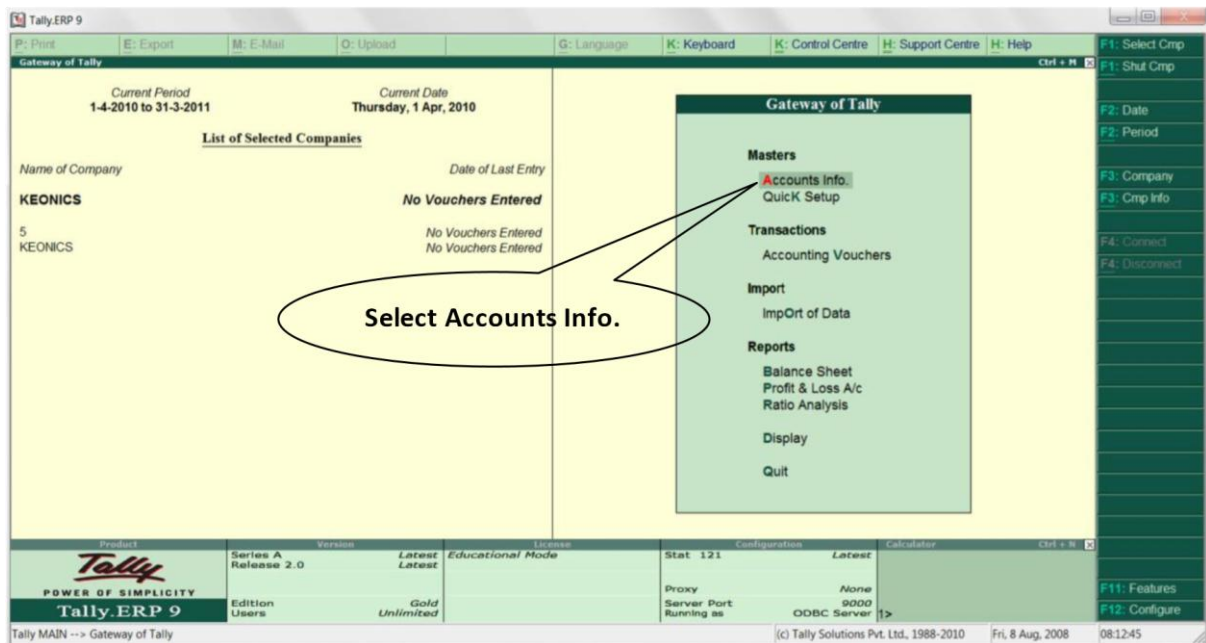 Tally.ERP 9
P: Print E: Export M: E-Mail O: Upload G: Language K: Keyboard K: Control Centre H: Support Centre H: Help
Gateway of Tally Ctrl + M
Current Period
1-4-2010 to 31-3-2011
Current Date
Thursday, 1 Apr, 2010
List of Selected Companies
Name of Company Date of Last Entry
KEONICS No Vouchers Entered
5 No Vouchers Entered
KEONICS No Vouchers Entered
Select Accounts Info.
Gateway of Tally
Masters
Accounts Info.
QuicK Setup
Transactions
Accounting Vouchers
Import
ImpOrt of Data
Reports
Balance Sheet
Profit & Loss A/c
Ratio Analysis
Display
Quit
F1: Select Cmp
F1: Shut Cmp
F2: Date
F2: Period
F3: Company
F3: Cmp Info
F4: Connect
F4: Disconnect
F11: Features
F12: Configure
Product Version License Configuration Calculator Ctrl + N
Tally
POWER OF SIMPLICITY
Tally.ERP 9
Series A Latest
Release 2.0 Latest
Edition Gold
Users Unlimited
Educational Mode
Stat 121 Latest
Proxy None
Server Port 9000
Running as ODBC Server
1>
Tally MAIN --> Gateway of Tally (c) Tally Solutions Pvt. Ltd., 1988-2010 Fri, 8 Aug, 2008 08:12:45